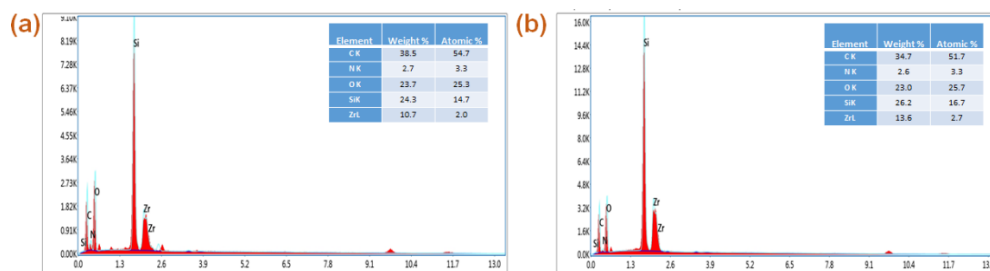 (a)
9.10K
8.19K
7.28K
6.37K
5.46K
4.55K
3.64K
2.73K
1.82K
0.91K
0.00K
Si
O
C
N
Si
Zr
Zr
0.0 1.3 2.6 3.9 5.2 6.5 7.8 9.1 10.4 11.7 13.0
Element Weight % Atomic %
C K 38.5 54.7
N K 2.7 3.3
O K 23.7 25.3
SiK 24.3 14.7
ZrL 10.7 2.0
(b)
16.0K
14.4K
12.8K
11.2K
9.6K
8.0K
6.4K
4.8K
3.2K
1.6K
0.0K
Si
O
C
N
Si
Zr
0.0 1.3 2.6 3.9 5.2 6.5 7.8 9.1 10.4 11.7 13.
Element Weight % Atomic %
C K 34.7 51.7
N K 2.6 3.3
O K 23.0 25.7
SiK 26.2 16.7
ZrL 13.6 2.7